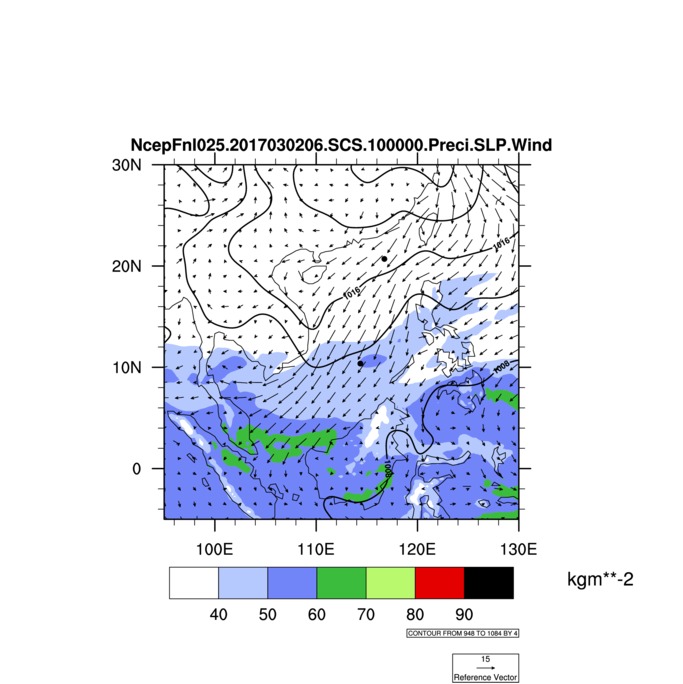 NcepFnl025.2017030206.SCS.100000.Preci.SLP.Wind
30N
20N
10N
0
1016
1016
1008
1008
100E 110E 120E 130E
40 50 60 70 80 90
kgm**-2
CONTOUR FROM 948 TO 1084 BY 4
15
Reference Vector